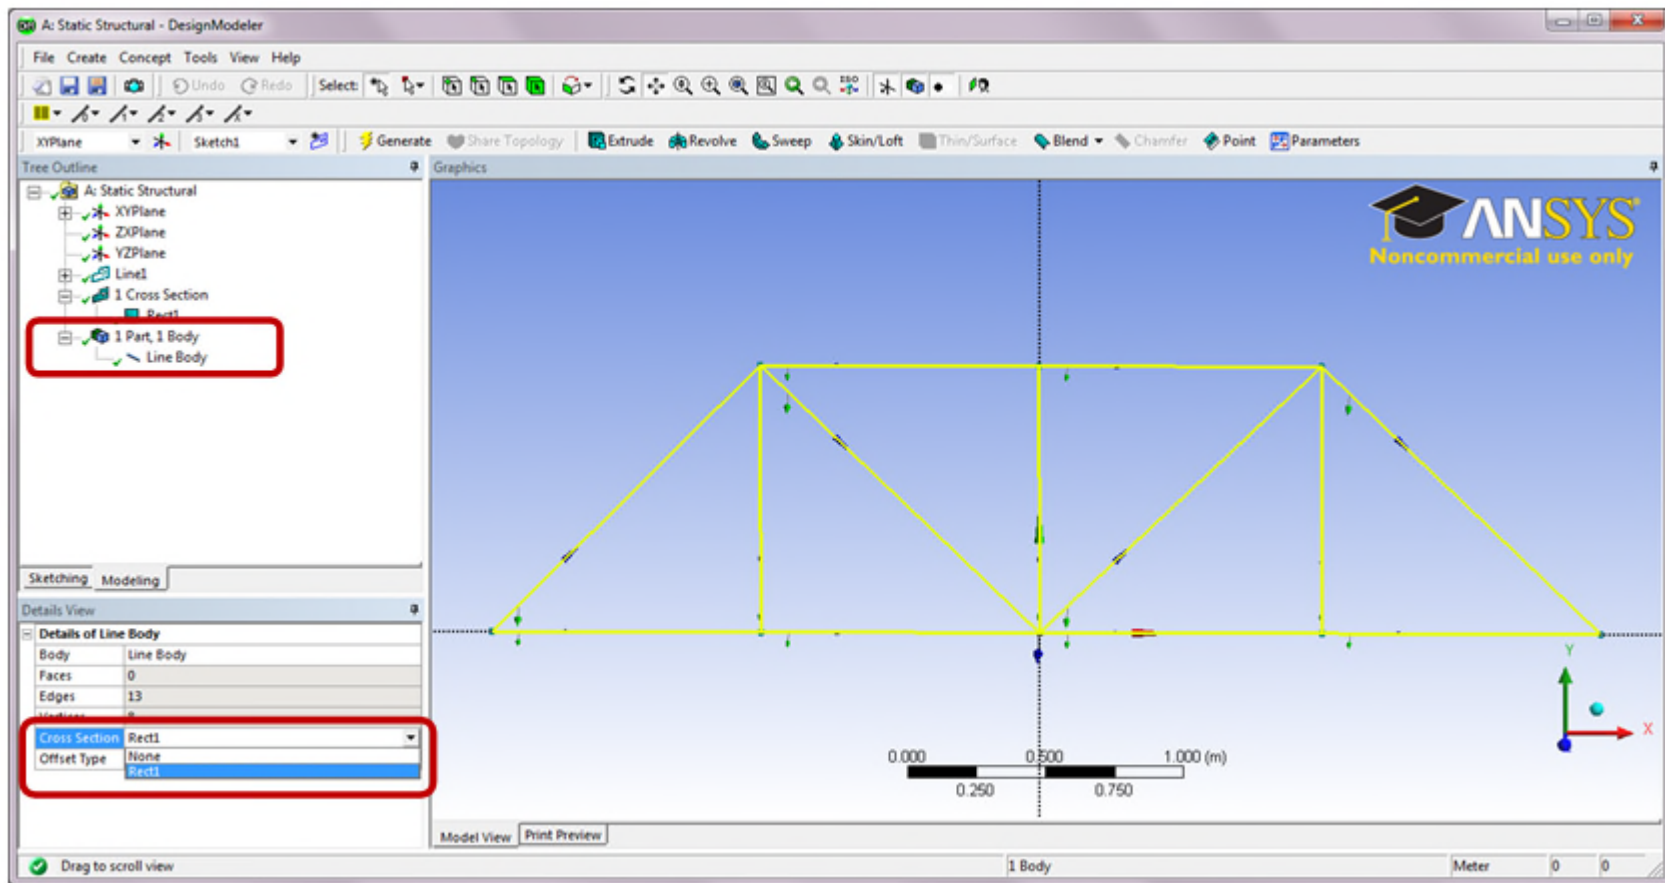 A: Static Structural - DesignModeler
File Create Concept Tools View Help
Undo Redo Select:
XYPlane Sketch1 Generate Share Topology Extrude Revolve Sweep Skin/Loft Thin/Surface Blend Chamfer Point Parameters
Tree Outline
A: Static Structural
XYPlane
ZXPlane
YZPlane
Line1
1 Cross Section
Rect1
1 Part, 1 Body
Line Body
Sketching Modeling
Details View
Details of Line Body
Body Line Body
Faces 0
Edges 13
Vertices 8
Cross Section Rect1
Offset Type None
Rect1
Graphics
ANSYS
Noncommercial use only
Y
X
0.000 0.500 1.000 (m)
0.250 0.750
Model View Print Preview
Drag to scroll view 1 Body Meter 0 0